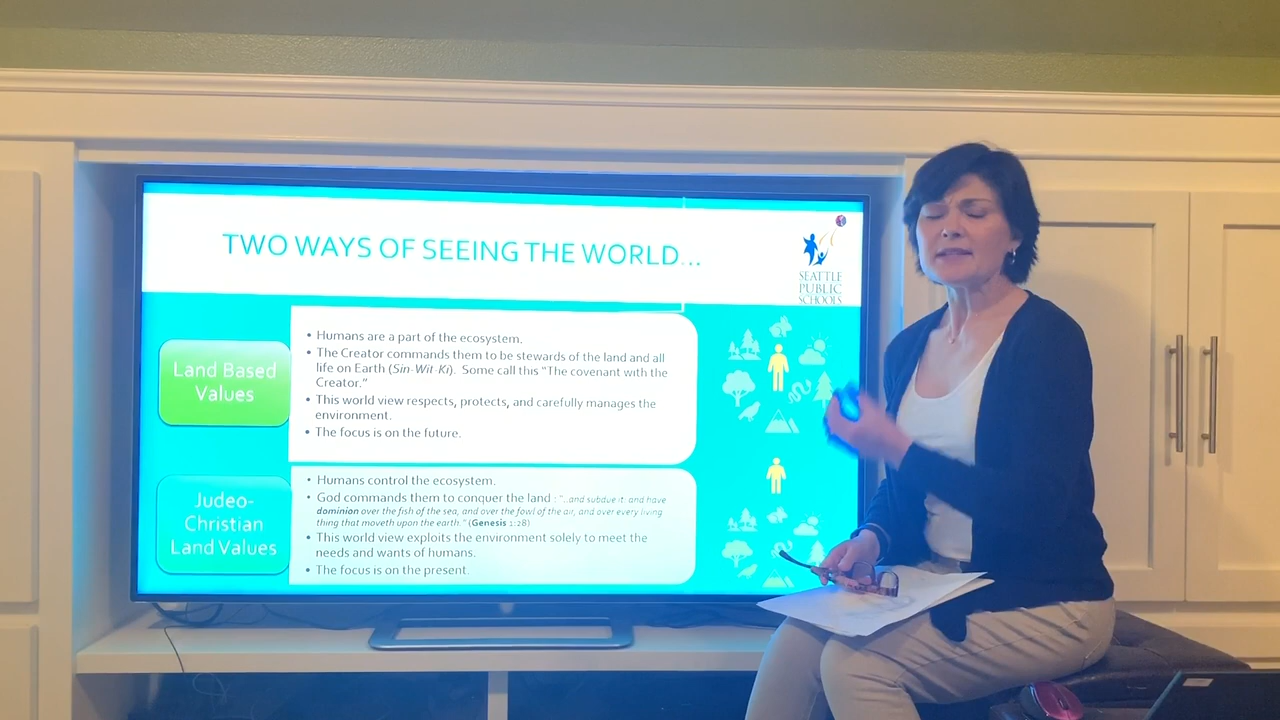 TWO WAYS OF SEEING THE WORLD...
SEATTLE
PUBLIC
SCHOOLS
Land Based
Values
• Humans are a part of the ecosystem.
• The Creator commands them to be stewards of the land and all
life on Earth (Sin-Wit-Ki). Some call this “The covenant with the
Creator.”
• This world view respects, protects, and carefully manages the
environment.
• The focus is on the future.
Judeo-
Christian
Land Values
• Humans control the ecosystem.
• God commands them to conquer the land : “..and subdue it: and have
dominion over the fish of the sea, and over the fowl of the air, and over every living
thing that moveth upon the earth.” (Genesis 1:28)
• This world view exploits the environment solely to meet the
needs and wants of humans.
• The focus is on the present.